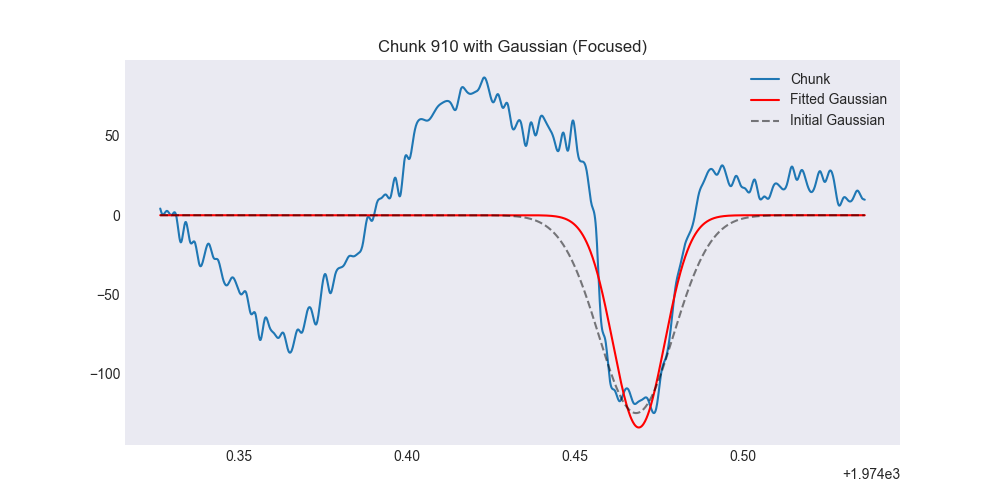 Chunk 910 with Gaussian (Focused)
Chunk
Fitted Gaussian
Initial Gaussian
50
0
−50
−100
0.35 0.40 0.45 0.50
+1.974e3